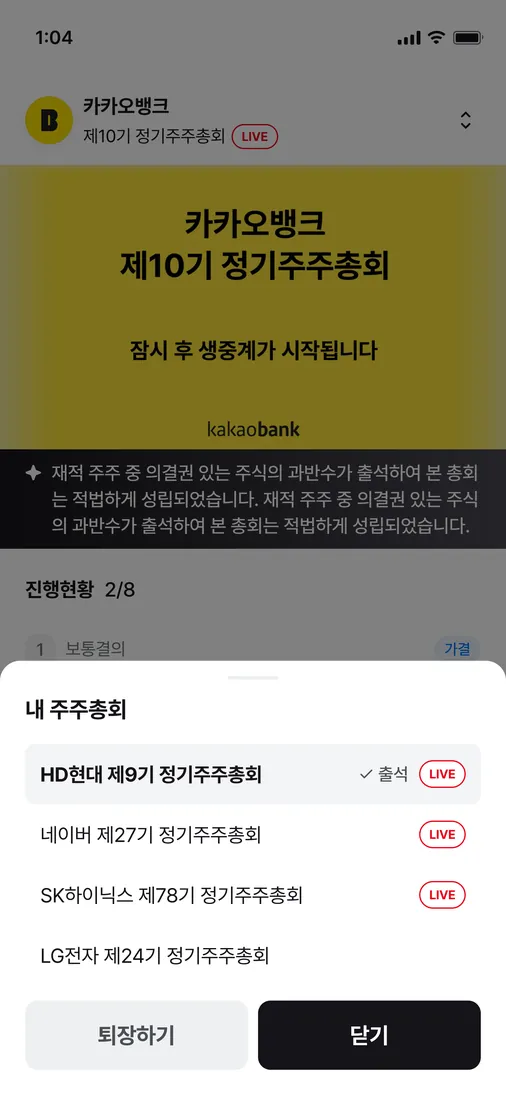 1:04
카카오뱅크
제10기 정기주주총회 LIVE
카카오뱅크
제10기 정기주주총회
잠시 후 생중계가 시작됩니다
kakaobank
재적 주주 중 의결권 있는 주식의 과반수가 출석하여 본 총회
는 적법하게 성립되었습니다. 재적 주주 중 의결권 있는 주식
의 과반수가 출석하여 본 총회는 적법하게 성립되었습니다.
진행현황 2/8
1 보통결의 가결
내 주주총회
HD현대 제9기 정기주주총회 출석 LIVE
네이버 제27기 정기주주총회 LIVE
SK하이닉스 제78기 정기주주총회 LIVE
LG전자 제24기 정기주주총회
퇴장하기 닫기